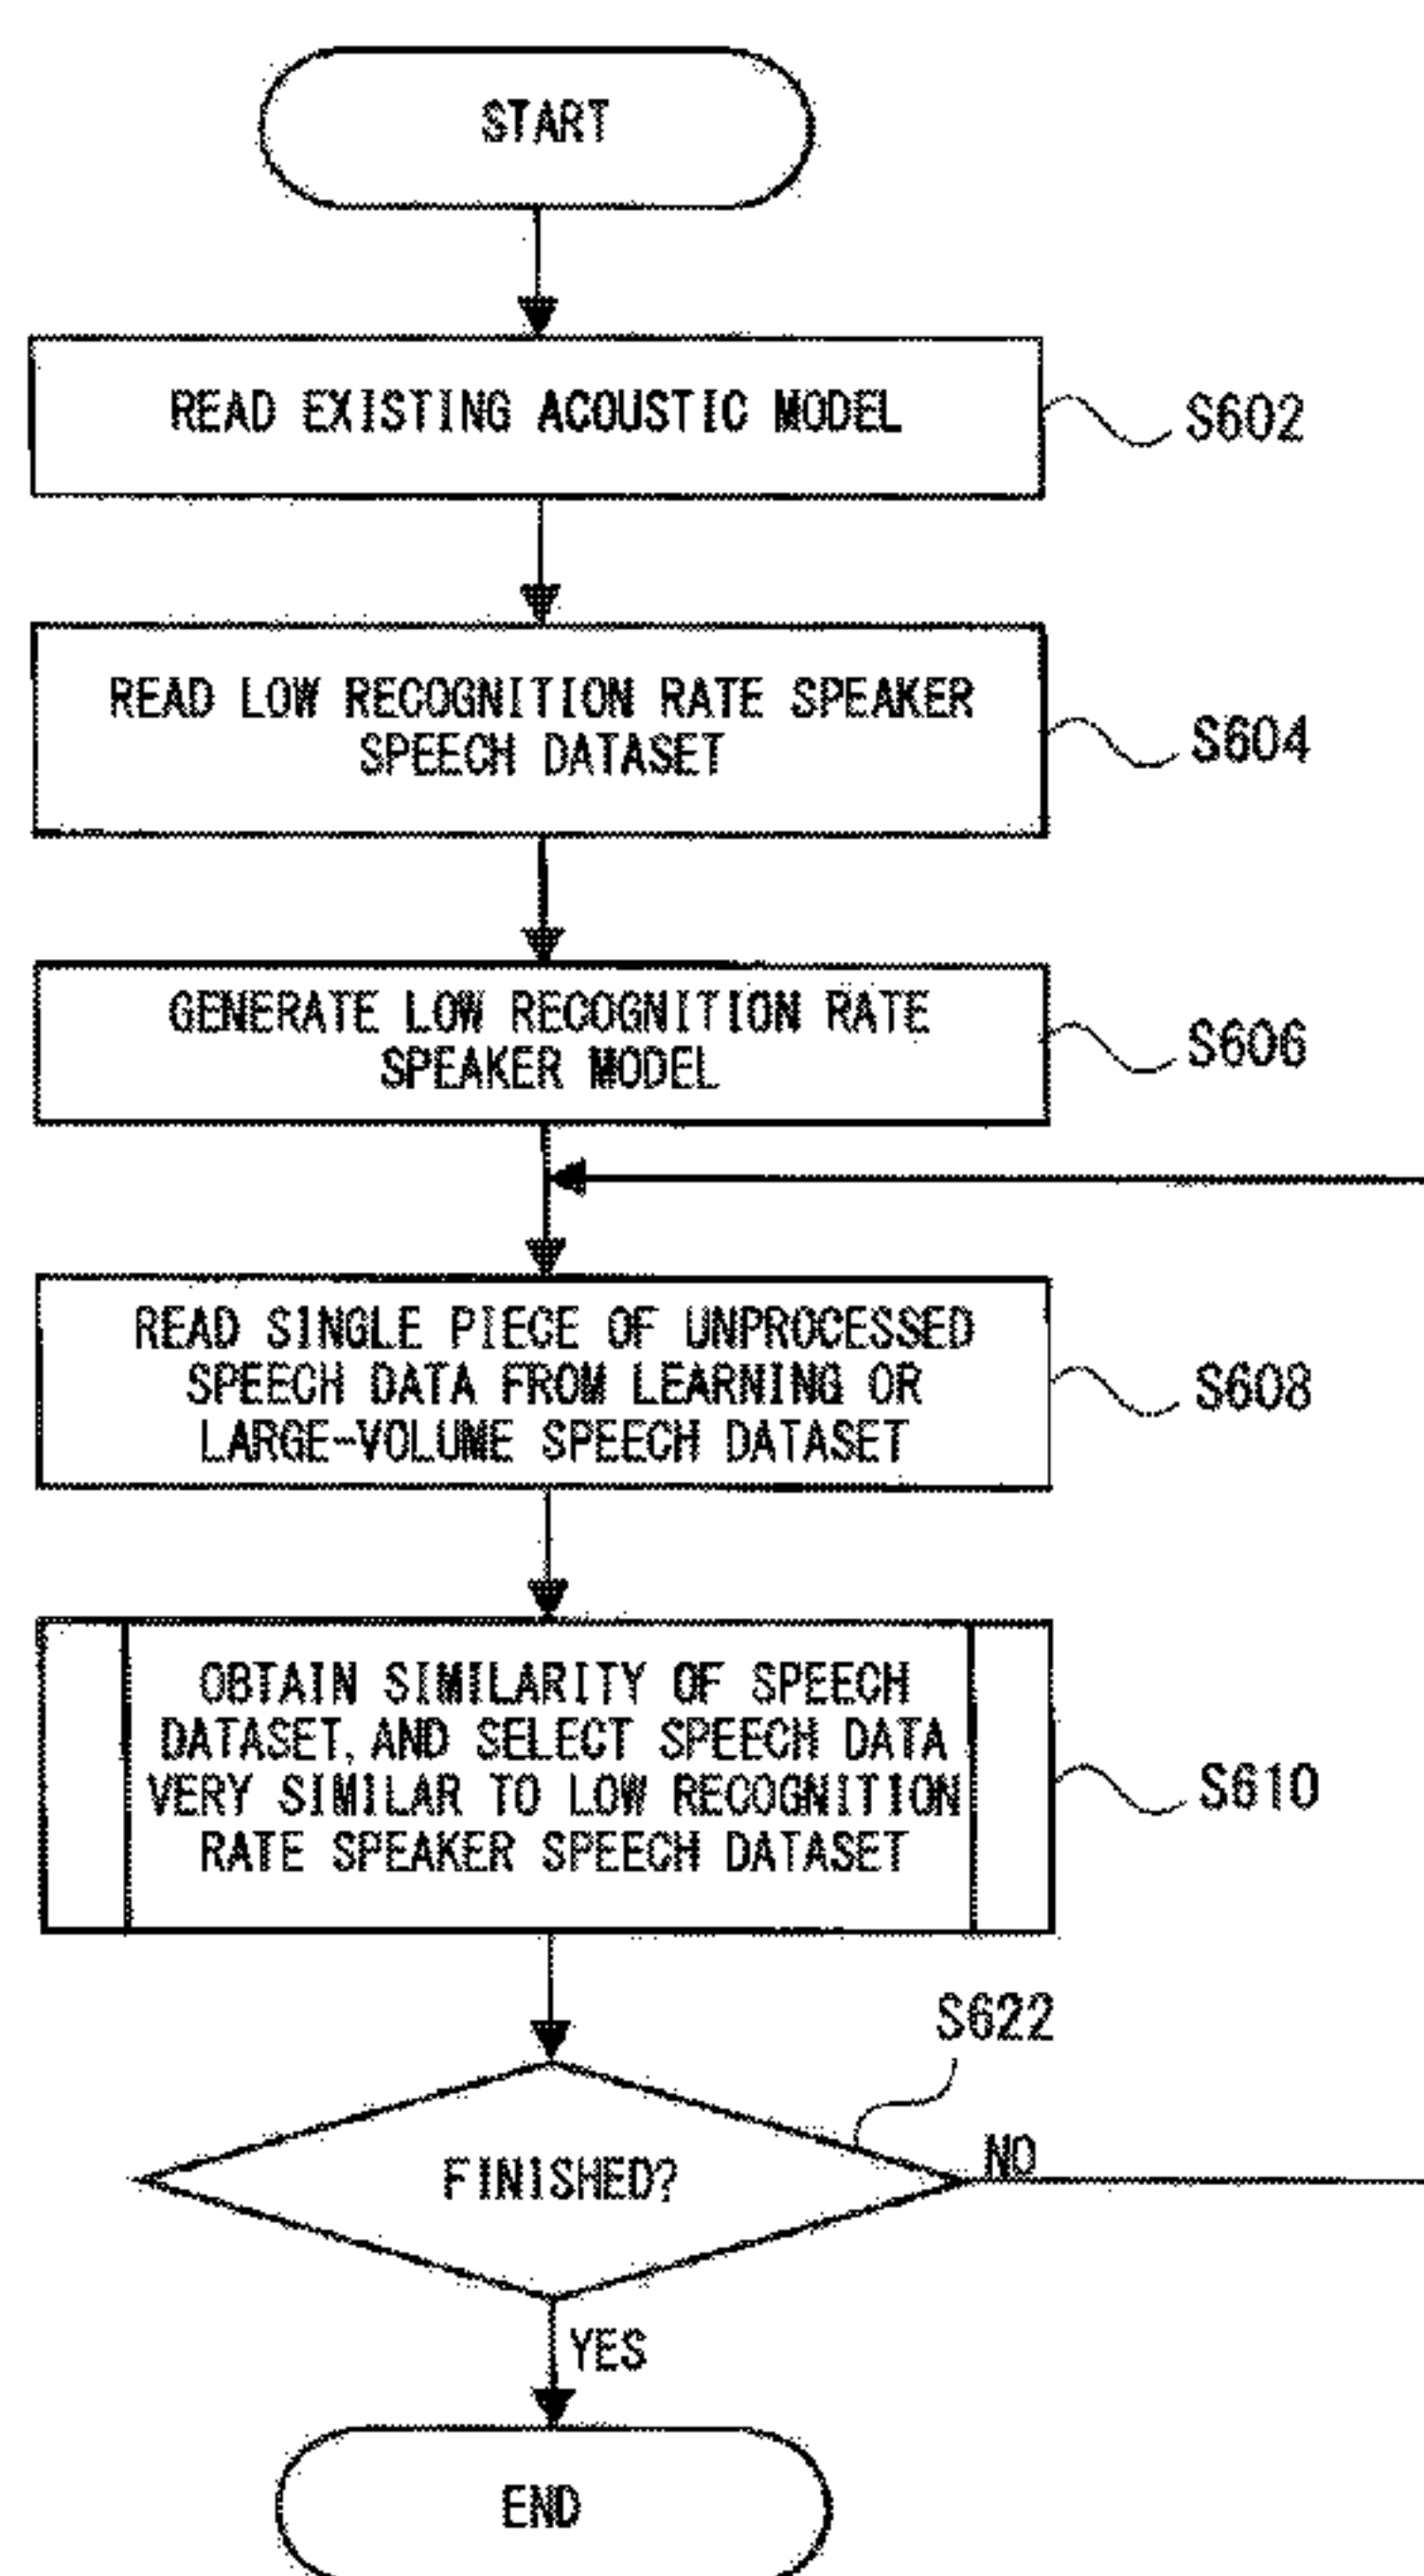 START
READ EXISTING ACOUSTIC MODEL
S602
READ LOW RECOGNITION RATE SPEAKER
SPEECH DATASET
S604
GENERATE LOW RECOGNITION RATE
SPEAKER MODEL
S606
READ SINGLE PIECE OF UNPROCESSED
SPEECH DATA FROM LEARNING OR
LARGE-VOLUME SPEECH DATASET
S608
OBTAIN SIMILARITY OF SPEECH
DATASET, AND SELECT SPEECH DATA
VERY SIMILAR TO LOW RECOGNITION
RATE SPEAKER SPEECH DATASET
S610
S622
FINISHED?
NO
YES
END